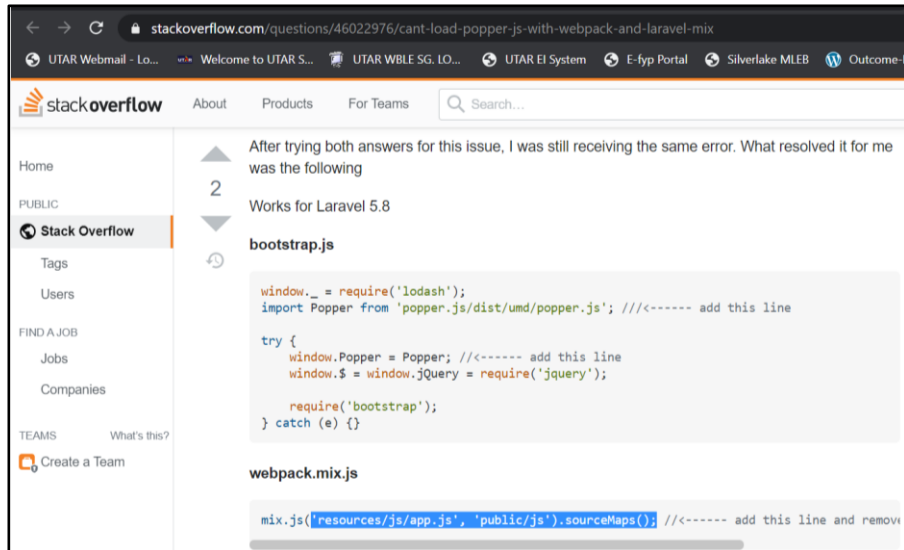 stackoverflow.com/questions/46022976/cant-load-popper-js-with-webpack-and-laravel-mix
UTAR Webmail - Lo... Welcome to UTAR S... UTAR WBLE SG. LO... UTAR EI System E-fyp Portal Silverlake MLEB Outcome-
stackoverflow About Products For Teams Search...
After trying both answers for this issue, I was still receiving the same error. What resolved it for me
was the following
Home
2
PUBLIC
Works for Laravel 5.8
Stack Overflow
bootstrap.js
Tags
Users
window._ = require('lodash');
import Popper from 'popper.js/dist/umd/popper.js'; ///<------ add this line
FIND A JOB
try {
Jobs
window.Popper = Popper; //<------ add this line
window.$ = window.jQuery = require('jquery');
Companies
require('bootstrap');
} catch (e) {}
TEAMS What's this?
Create a Team
webpack.mix.js
mix.js('resources/js/app.js', 'public/js').sourceMaps(); //<------ add this line and remove